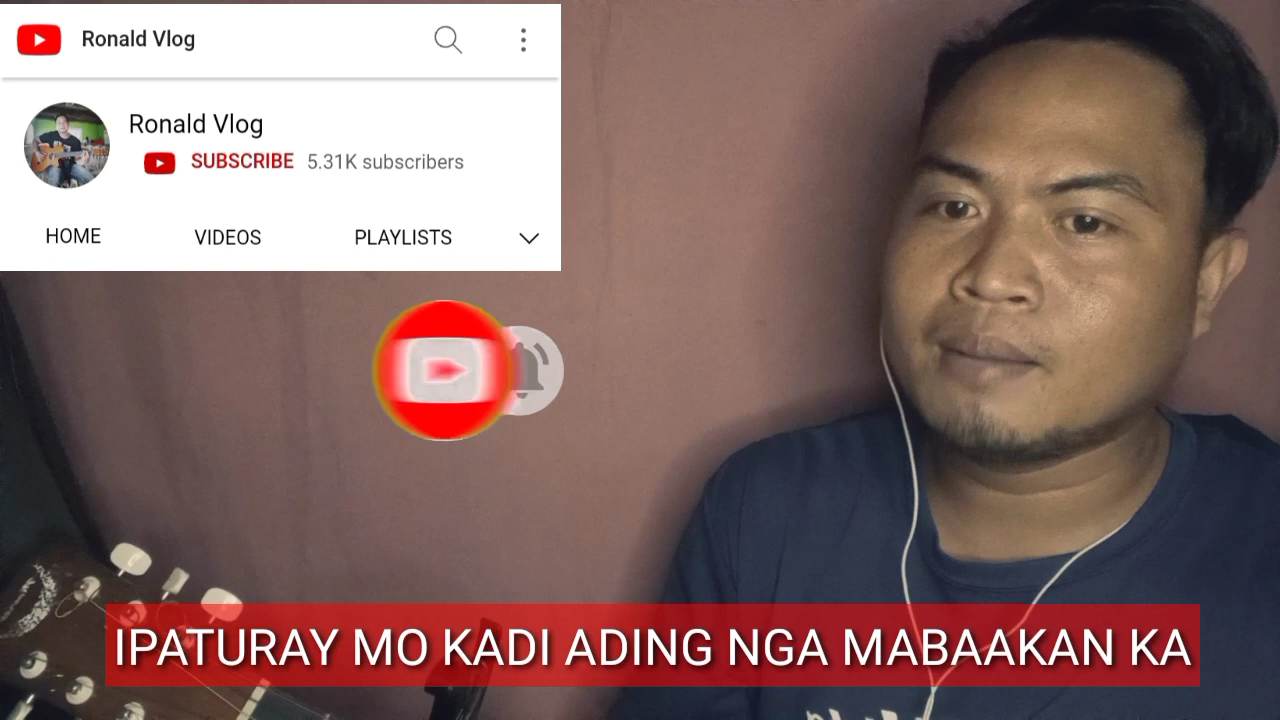 Ronald Vlog
Ronald Vlog
SUBSCRIBE 5.31K subscribers
HOME VIDEOS PLAYLISTS
IPATURAY MO KADI ADING NGA MABAAKAN KA